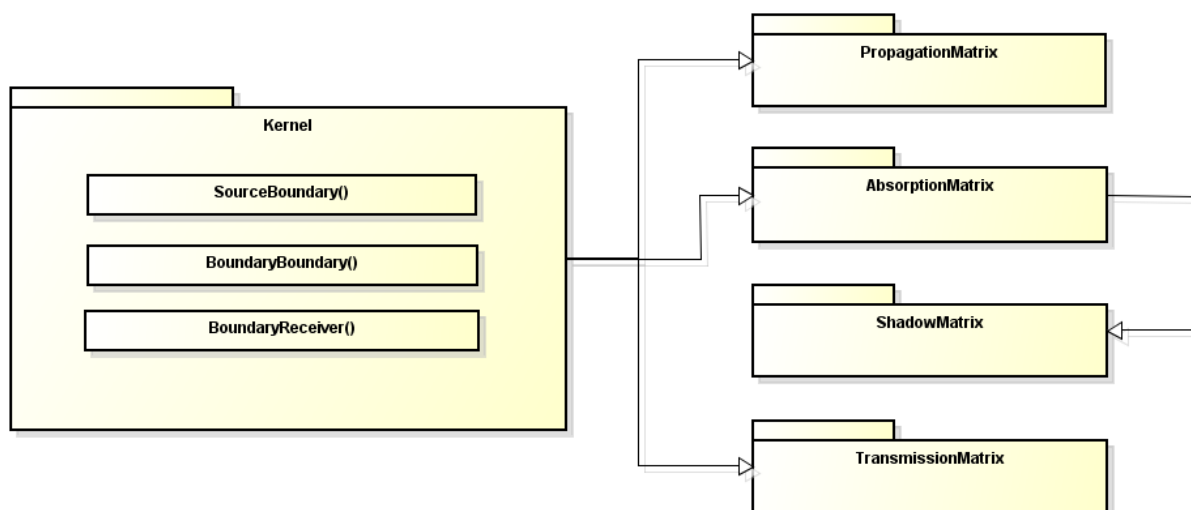 Kernel
SourceBoundary()
BoundaryBoundary()
BoundaryReceiver()
PropagationMatrix
AbsorptionMatrix
ShadowMatrix
TransmissionMatrix